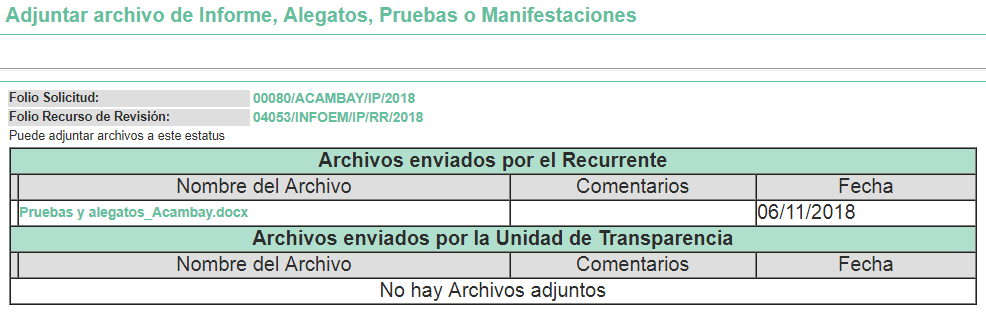 Adjuntar archivo de Informe, Alegatos, Pruebas o Manifestaciones
Folio Solicitud: 00080/ACAMBAY/IP/2018
Folio Recurso de Revisión: 04053/INFOEM/IP/RR/2018
Puede adjuntar archivos a este estatus
Archivos enviados por el Recurrente
Nombre del Archivo Comentarios Fecha
Pruebas y alegatos_Acambay.docx 06/11/2018
Archivos enviados por la Unidad de Transparencia
Nombre del Archivo Comentarios Fecha
No hay Archivos adjuntos